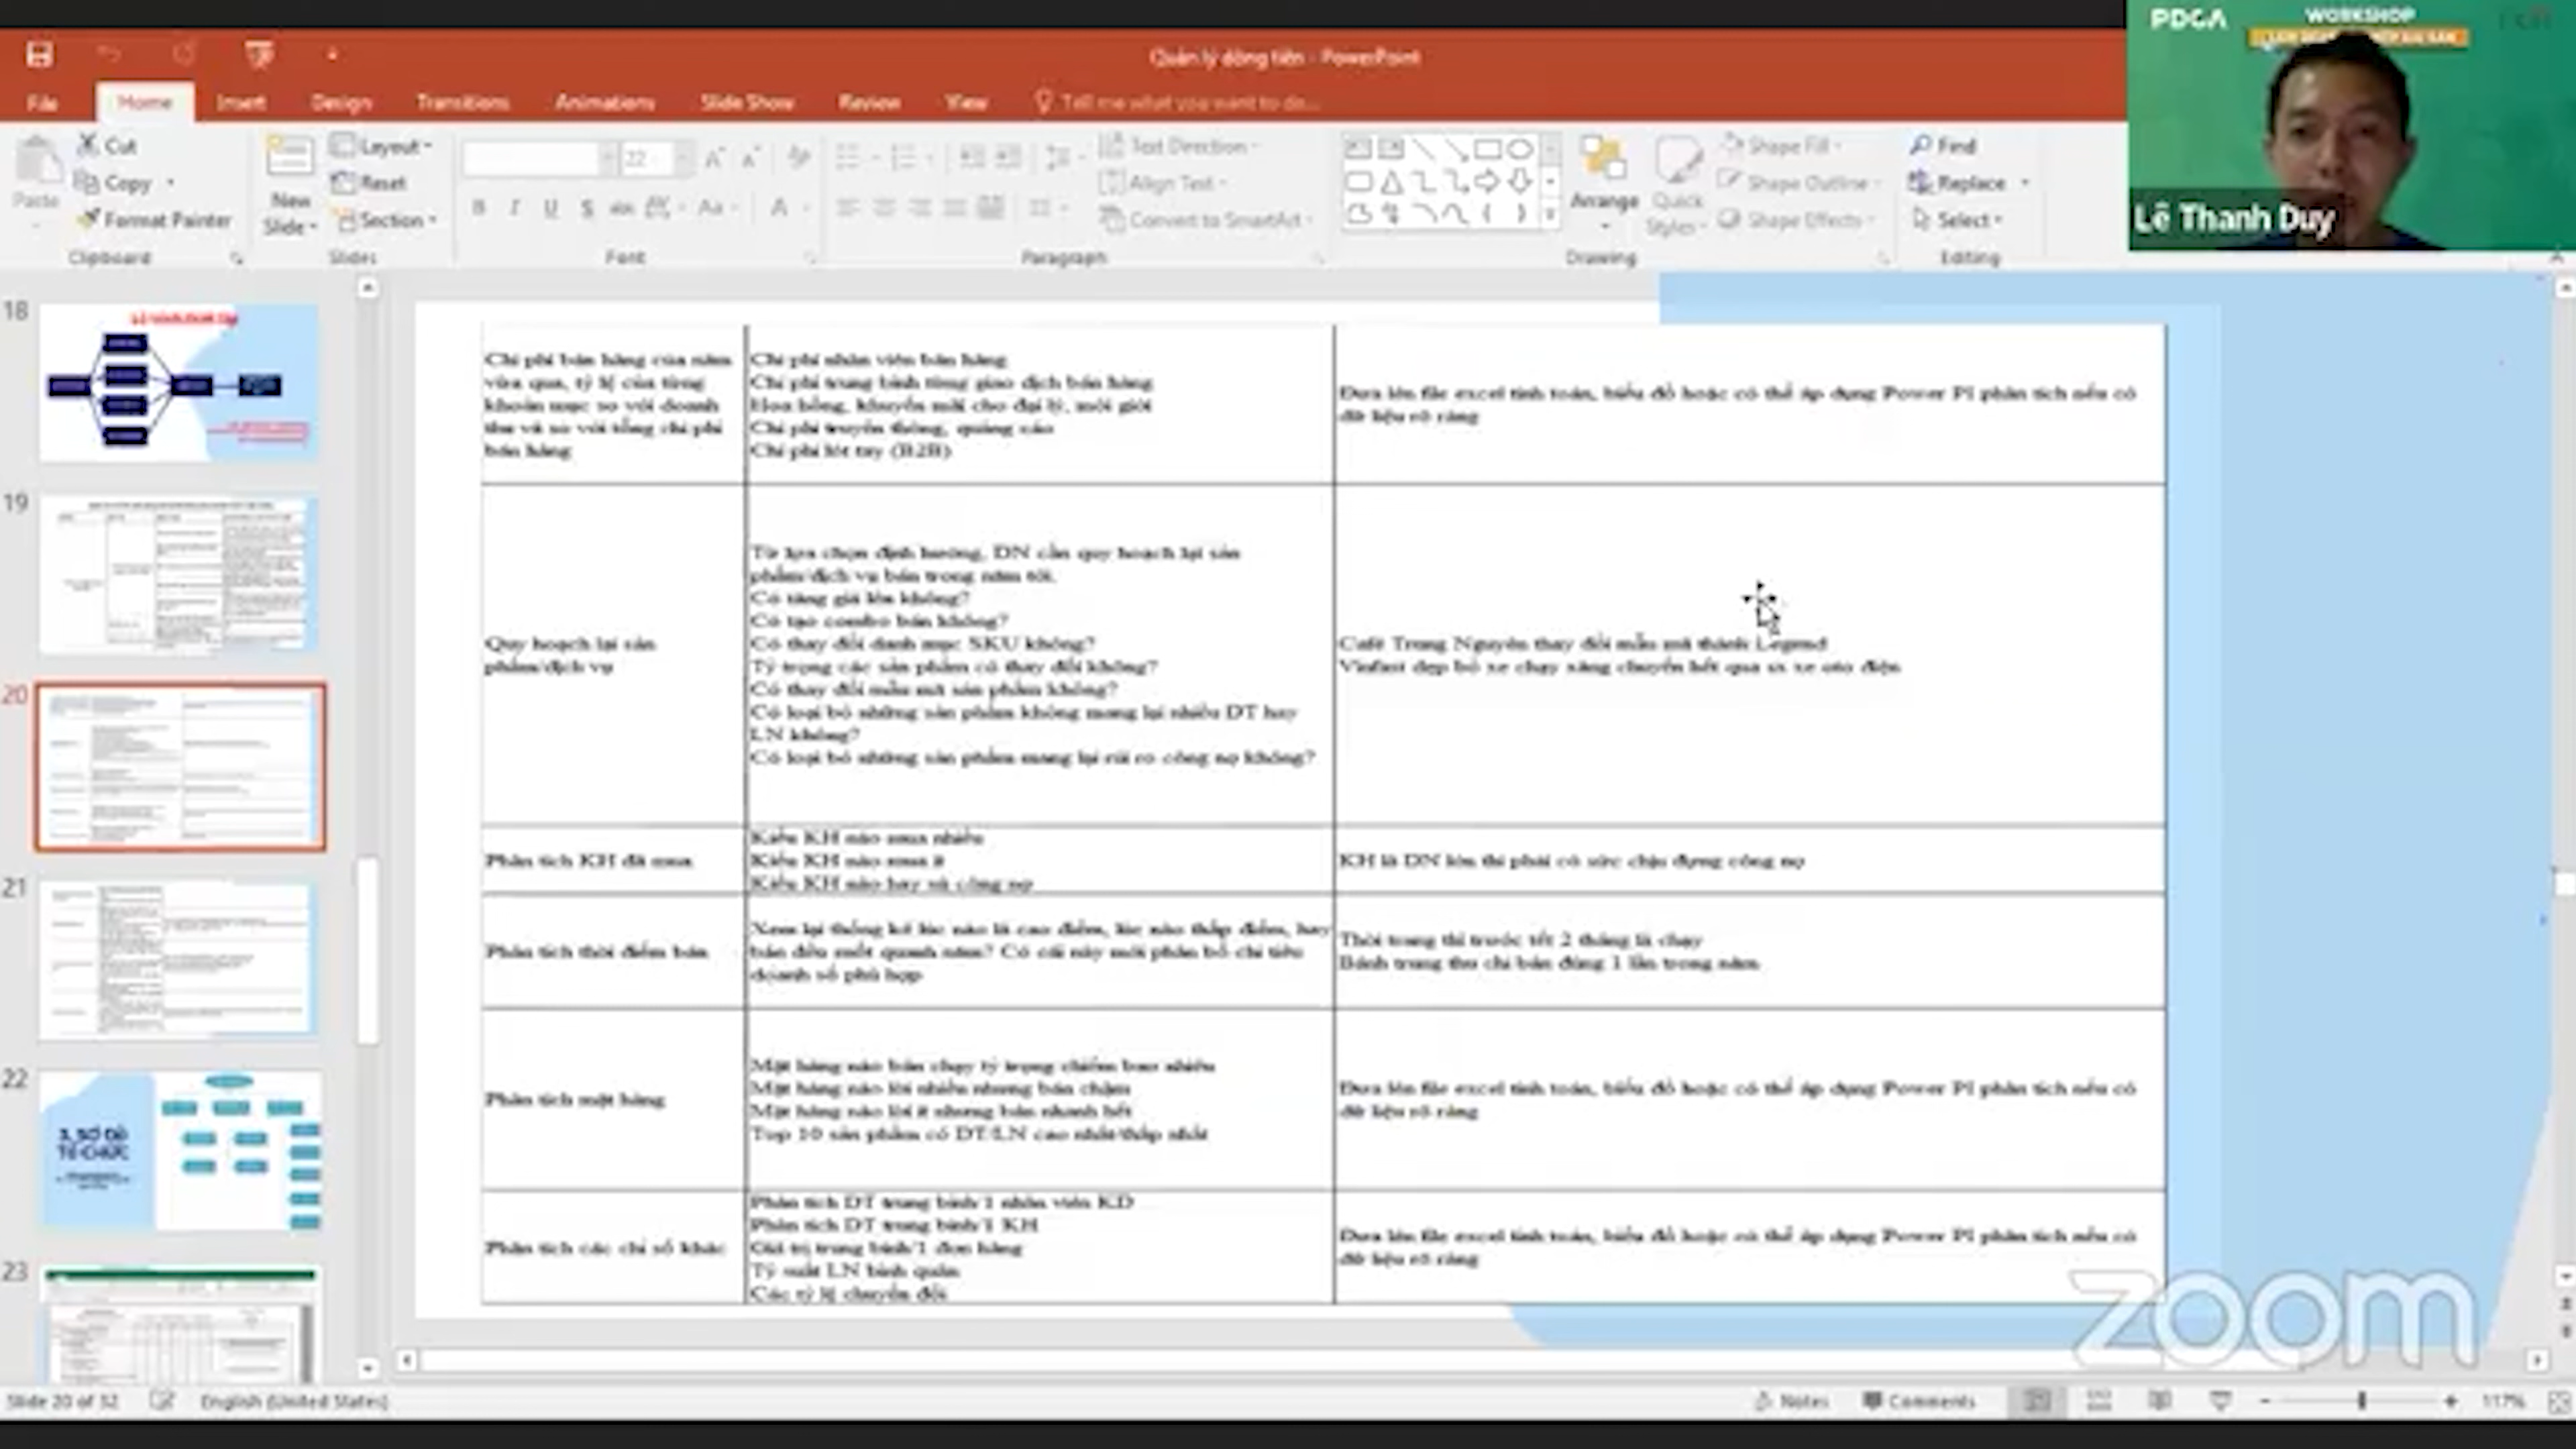 PDCA
WORKSHOP
Quản lý dòng tiền - PowerPoint
File Home Insert Design Transitions Animations Slide Show Review View Tell me what you want to do...
Paste
Cut
Copy
Format Painter
Clipboard
New Slide
Layout
Reset
Section
Slides
22
Font
Text Direction
Align Text
Convert to SmartArt
Paragraph
Arrange
Quick Styles
Shape Fill
Shape Outline
Shape Effects
Drawing
Find
Replace
Select
Editing
Lê Thanh Duy
18
19
20
21
22
3. SƠ ĐỒ
TỔ CHỨC
23
Chi phí bán hàng của năm
vừa qua, tỷ lệ của từng
khoản mục so với doanh
thu và so với tổng chi phí
bán hàng
Chi phí nhân viên bán hàng
Chi phí trung bình từng giao dịch bán hàng
Hoa hồng, khuyến mãi cho đại lý, môi giới
Chi phí truyền thông, quảng cáo
Chi phí lót tay (B2B)
Đưa lên file excel tính toán, biểu đồ hoặc có thể áp dụng Power PI phân tích nếu có
dữ liệu rõ ràng
Quy hoạch lại sản
phẩm/dịch vụ
Từ lựa chọn định hướng, DN cần quy hoạch lại sản
phẩm/dịch vụ bán trong năm tới.
Có tăng giá lên không?
Có tạo combo bán không?
Có thay đổi danh mục SKU không?
Tỷ trọng các sản phẩm có thay đổi không?
Có thay đổi mẫu mã sản phẩm không?
Có loại bỏ những sản phẩm không mang lại nhiều DT hay
LN không?
Có loại bỏ những sản phẩm mang lại rủi ro công nợ không?
Café Trung Nguyên thay đổi mẫu mã thành Legend
Vinfast dẹp bỏ xe chạy xăng chuyển hết qua sx xe oto điện
Phân tích KH đã mua
Kiểu KH nào mua nhiều
Kiểu KH nào mua ít
Kiểu KH nào hay xù công nợ
KH là DN lớn thì phải có sức chịu đựng công nợ
Phân tích thời điểm bán
Xem lại thống kê lúc nào là cao điểm, lúc nào thấp điểm, hay
bán đều suốt quanh năm? Có cái này mới phân bổ chỉ tiêu
doanh số phù hợp
Thời trang thì trước tết 2 tháng là chạy
Bánh trung thu chỉ bán đúng 1 lần trong năm
Phân tích mặt hàng
Mặt hàng nào bán chạy tỷ trọng chiếm bao nhiêu
Mặt hàng nào lời nhiều nhưng bán chậm
Mặt hàng nào lời ít nhưng bán nhanh hết
Top 10 sản phẩm có DT/LN cao nhất/thấp nhất
Đưa lên file excel tính toán, biểu đồ hoặc có thể áp dụng Power PI phân tích nếu có
dữ liệu rõ ràng
Phân tích các chỉ số khác
Phân tích DT trung bình/1 nhân viên KD
Phân tích DT trung bình/1 KH
Giá trị trung bình/1 đơn hàng
Tỷ suất LN bình quân
Các tỷ lệ chuyển đổi
Đưa lên file excel tính toán, biểu đồ hoặc có thể áp dụng Power PI phân tích nếu có
dữ liệu rõ ràng
zoom
Slide 20 of 32 English (United States) Notes Comments 117%